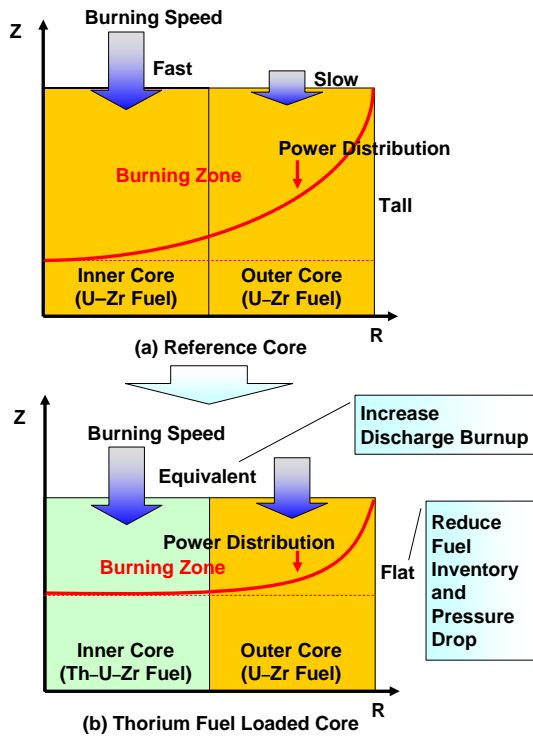 Burning Speed
Z
Fast
Slow
Power Distribution
Burning Zone
Tall
Inner Core
(U–Zr Fuel)
Outer Core
(U–Zr Fuel)
R
(a) Reference Core
Z
Burning Speed
Equivalent
Increase
Discharge Burnup
Power Distribution
Burning Zone
Flat
Reduce
Fuel
Inventory
and
Pressure
Drop
Inner Core
(Th–U–Zr Fuel)
Outer Core
(U–Zr Fuel)
R
(b) Thorium Fuel Loaded Core